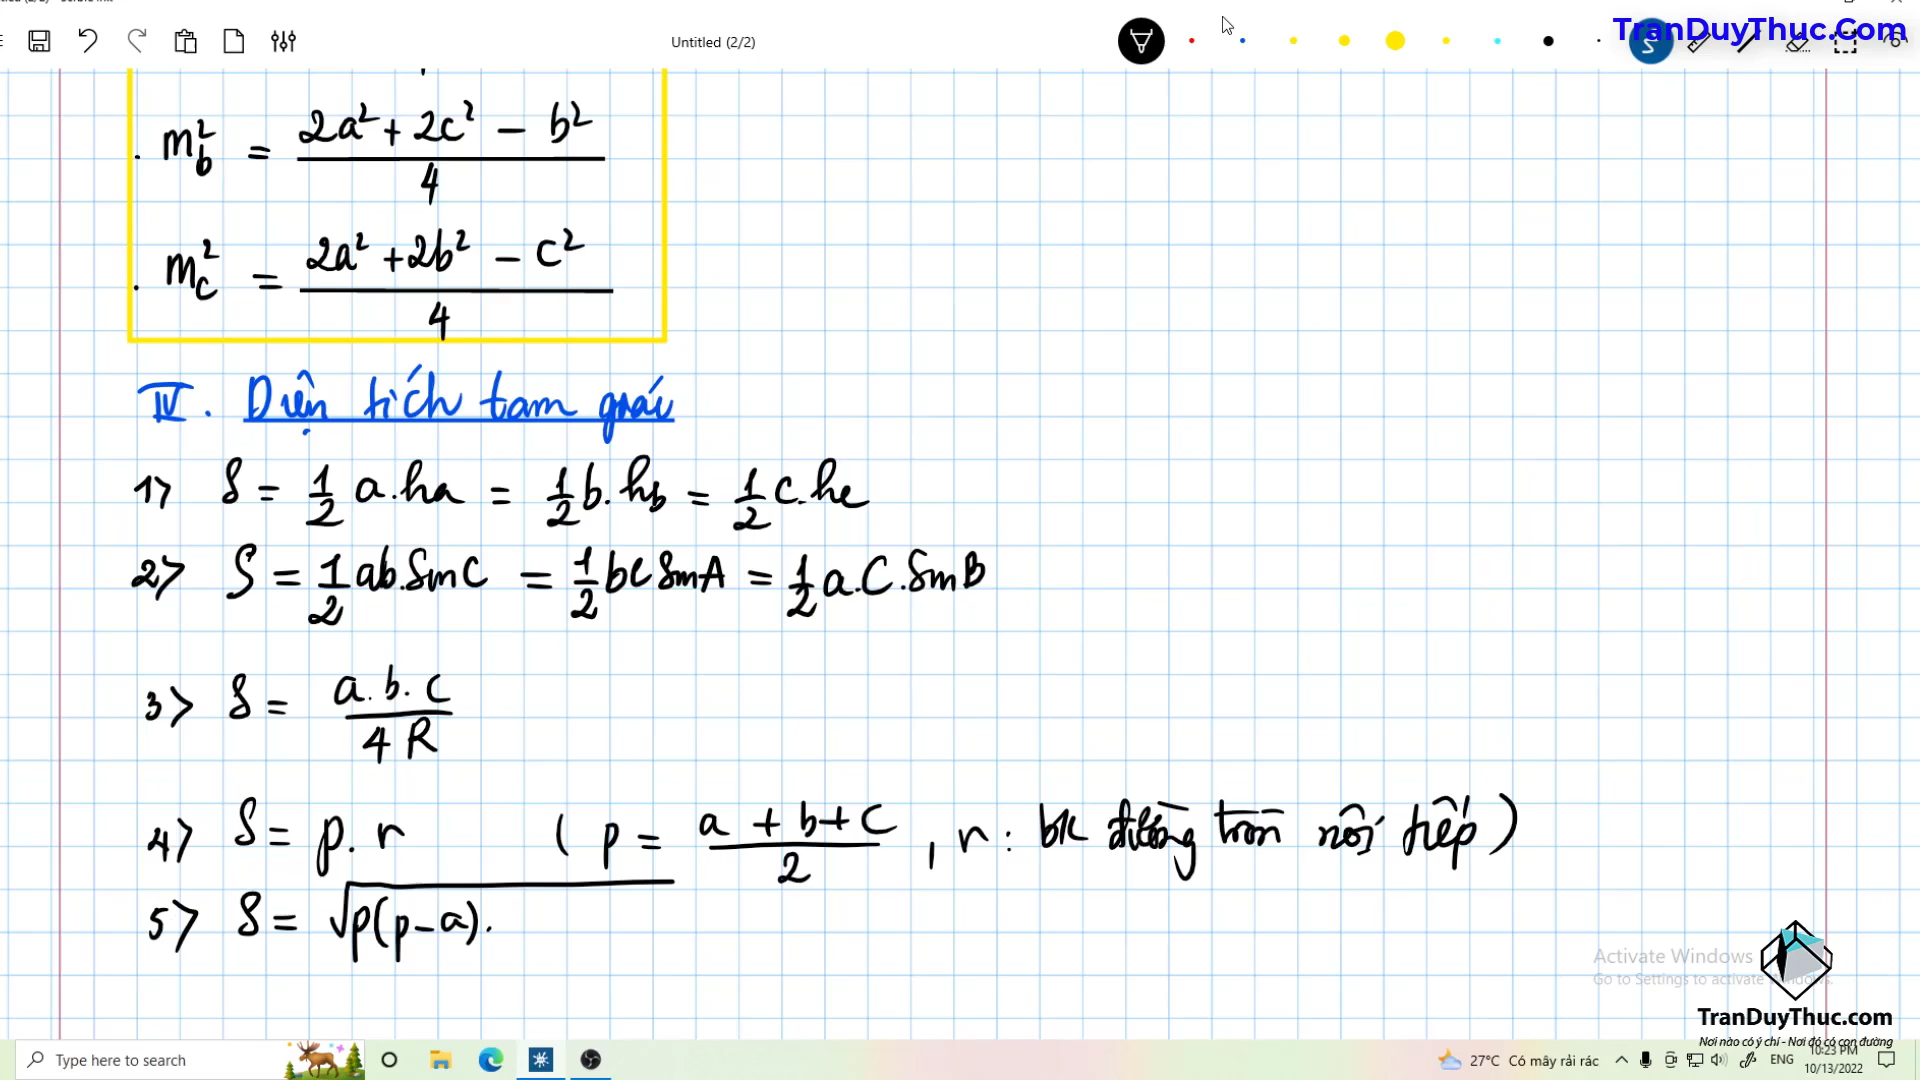 Untitled (2/2)
TranDuyThuc.Com
. m_b^2 = (2a^2 + 2c^2 - b^2)/4
. m_c^2 = (2a^2 + 2b^2 - c^2)/4
IV. Diện tích tam giác
1> S = 1/2 a.ha = 1/2 b.hb = 1/2 c.hc
2> S = 1/2 ab.SinC = 1/2 bc SinA = 1/2 a.C.SinB
3> S = a.b.c/4R
4> S = p.r ( p = (a+b+c)/2 , r : bk đường tròn nội tiếp )
5> S = √p(p-a).
Activate Windows
Go to Settings to activate Windows.
TranDuyThuc.com
Nơi nào có ý chí - Nơi đó có con đường
Type here to search
27°C Có mây rải rác
ENG
10:23 PM
10/13/2022